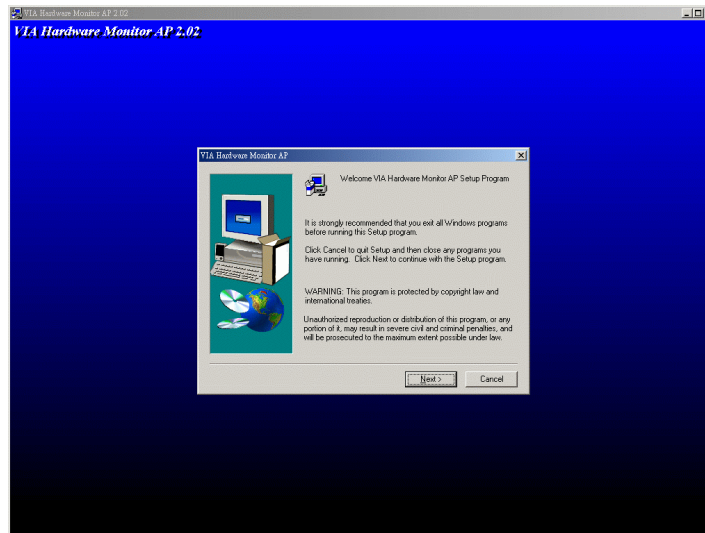 VIA Hardware Monitor AP 2.02
VIA Hardware Monitor AP 2.02
VIA Hardware Monitor AP
Welcome VIA Hardware Monitor AP Setup Program
It is strongly recommended that you exit all Windows programs
before running this Setup program.
Click Cancel to quit Setup and then close any programs you
have running. Click Next to continue with the Setup program.
WARNING: This program is protected by copyright law and
international treaties.
Unauthorized reproduction or distribution of this program, or any
portion of it, may result in severe civil and criminal penalties, and
will be prosecuted to the maximum extent possible under law.
Next >
Cancel